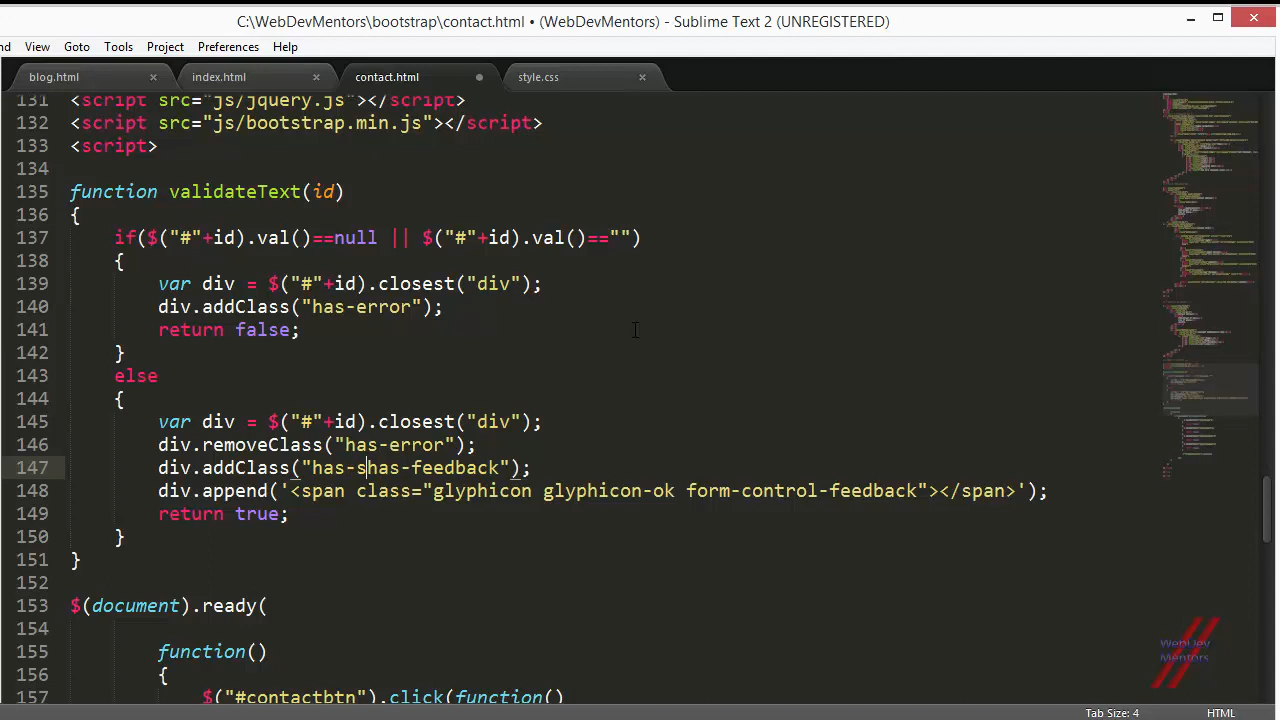 C:\WebDevMentors\bootstrap\contact.html • (WebDevMentors) - Sublime Text 2 (UNREGISTERED)
nd View Goto Tools Project Preferences Help
blog.html × index.html × contact.html style.css ×
131 <script src="js/jquery.js"></script>
132 <script src="js/bootstrap.min.js"></script>
133 <script>
134
135 function validateText(id)
136 {
137 if($("#"+id).val()==null || $("#"+id).val()=="")
138 {
139 var div = $("#"+id).closest("div");
140 div.addClass("has-error");
141 return false;
142 }
143 else
144 {
145 var div = $("#"+id).closest("div");
146 div.removeClass("has-error");
147 div.addClass("has-shas-feedback");
148 div.append('<span class="glyphicon glyphicon-ok form-control-feedback"></span>');
149 return true;
150 }
151 }
152
153 $(document).ready(
154
155 function()
156 {
157 $("#contactbtn").click(function()
WebDev
Mentors
Tab Size: 4 HTML